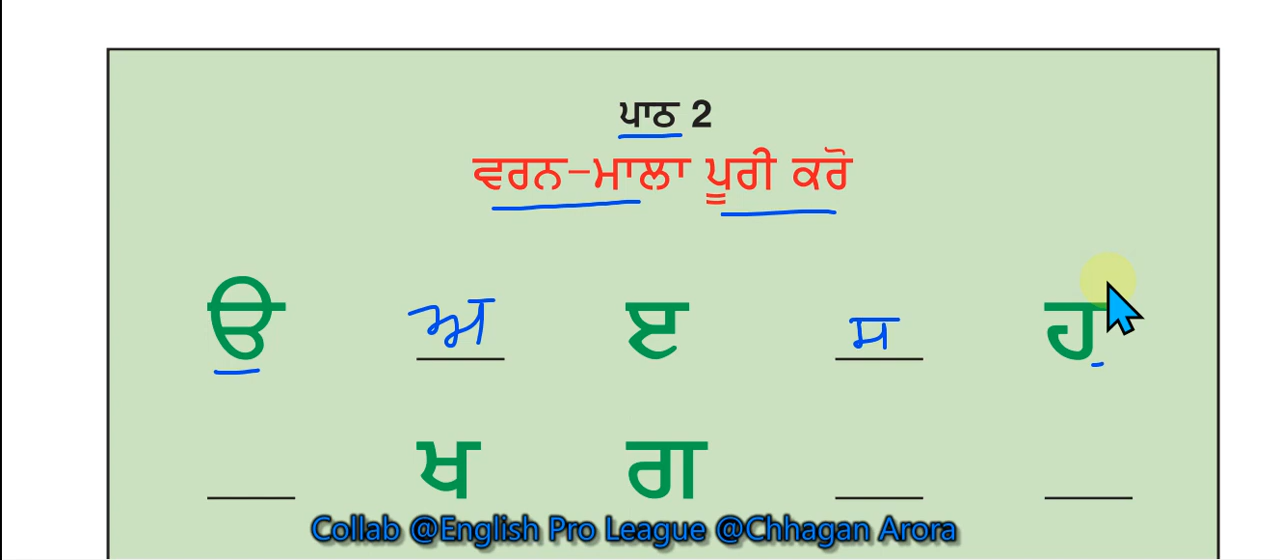 ਪਾਠ 2
ਵਰਨ-ਮਾਲਾ ਪੂਰੀ ਕਰੋ
ੳ ਅ ੲ ਸ ਹ
ਖ ਗ
Collab @English Pro League @Chhagan Arora